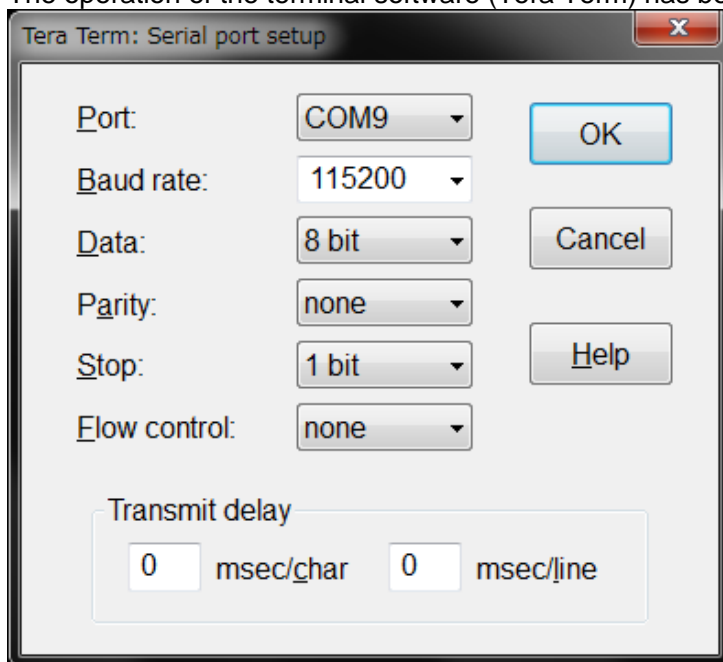 The operation of the terminal software (Tera Term) has be
Tera Term: Serial port setup
x
Port: COM9 OK
Baud rate: 115200
Data: 8 bit Cancel
Parity: none
Stop: 1 bit Help
Flow control: none
Transmit delay
0 msec/char 0 msec/line